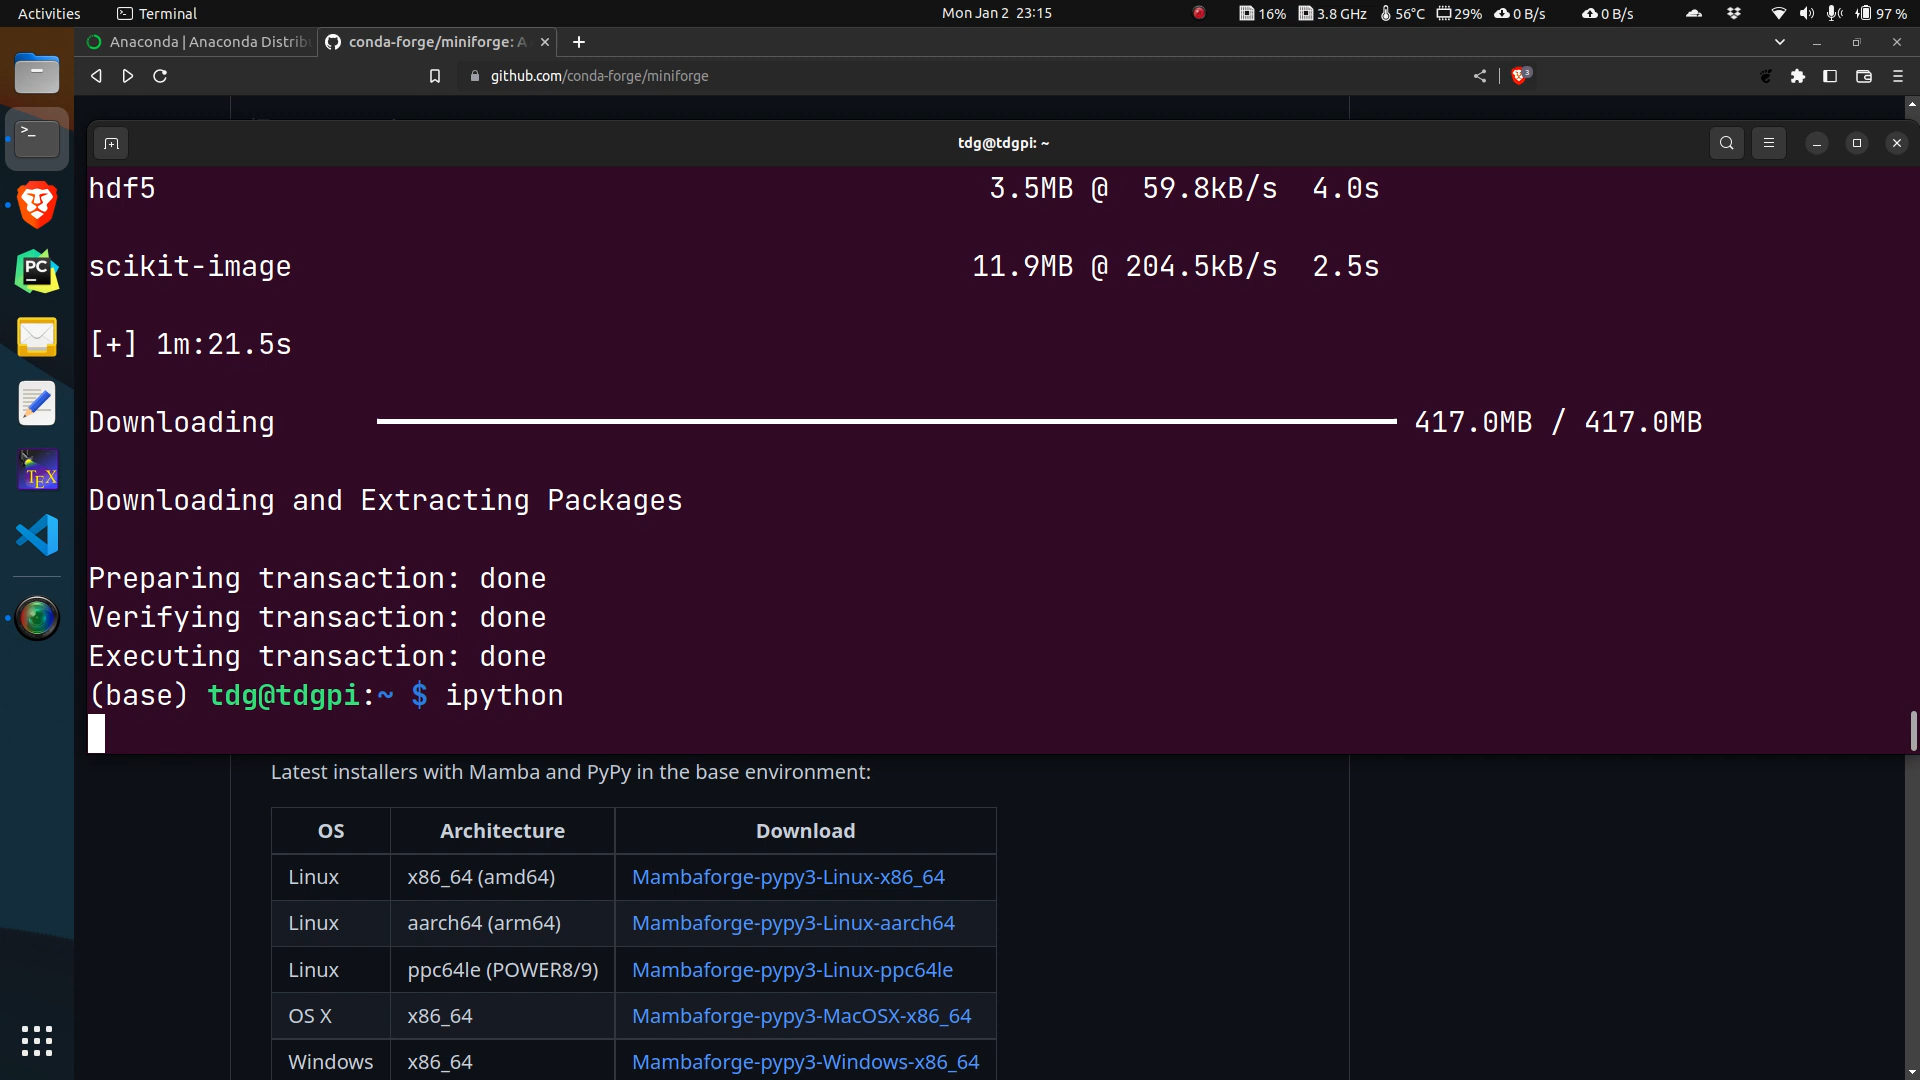 Activities Terminal Mon Jan 2 23:15 16% 3.8 GHz 56°C 29% 0 B/s 0 B/s 97 %
Anaconda | Anaconda Distrib conda-forge/miniforge: A
github.com/conda-forge/miniforge 3
tdg@tdgpi: ~
hdf5 3.5MB @ 59.8kB/s 4.0s
scikit-image 11.9MB @ 204.5kB/s 2.5s
[+] 1m:21.5s
Downloading 417.0MB / 417.0MB
Downloading and Extracting Packages
Preparing transaction: done
Verifying transaction: done
Executing transaction: done
(base) tdg@tdgpi:~ $ ipython
Latest installers with Mamba and PyPy in the base environment:
OS Architecture Download
Linux x86_64 (amd64) Mambaforge-pypy3-Linux-x86_64
Linux aarch64 (arm64) Mambaforge-pypy3-Linux-aarch64
Linux ppc64le (POWER8/9) Mambaforge-pypy3-Linux-ppc64le
OS X x86_64 Mambaforge-pypy3-MacOSX-x86_64
Windows x86_64 Mambaforge-pypy3-Windows-x86_64
>_
PC
TEX